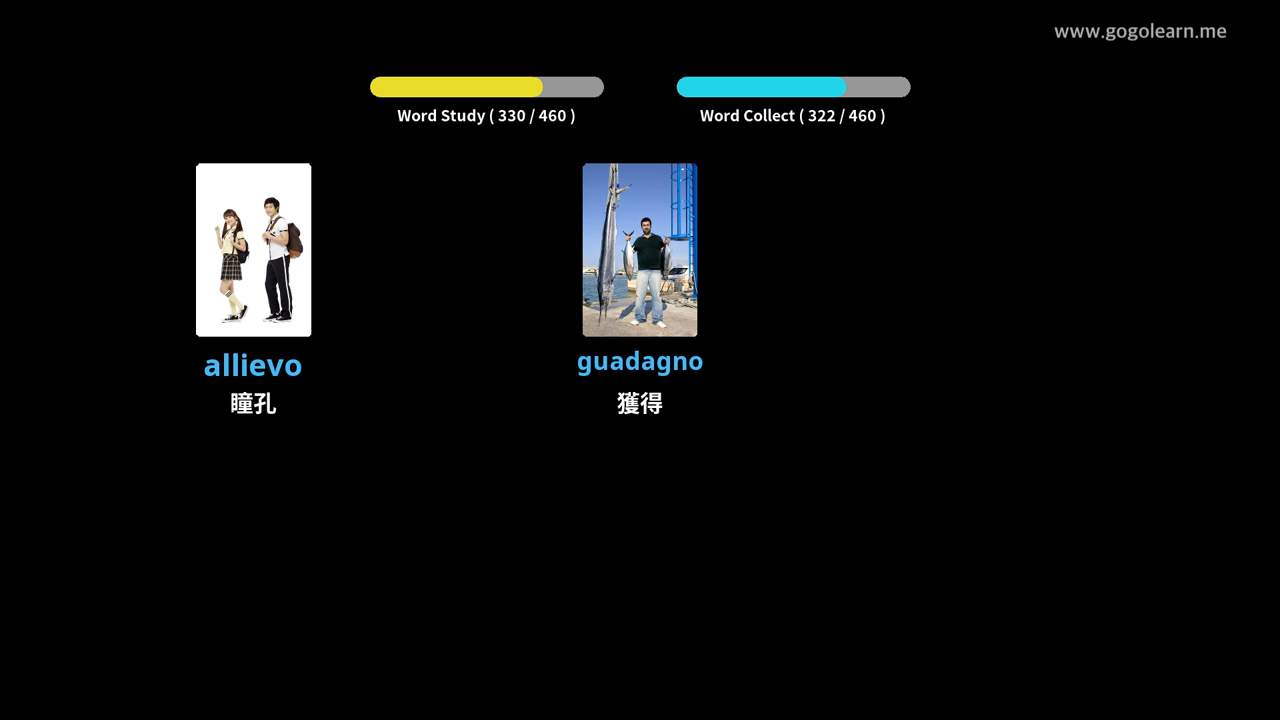 www.gogolearn.me
Word Study ( 330 / 460 )
Word Collect ( 322 / 460 )
allievo
瞳孔
guadagno
獲得